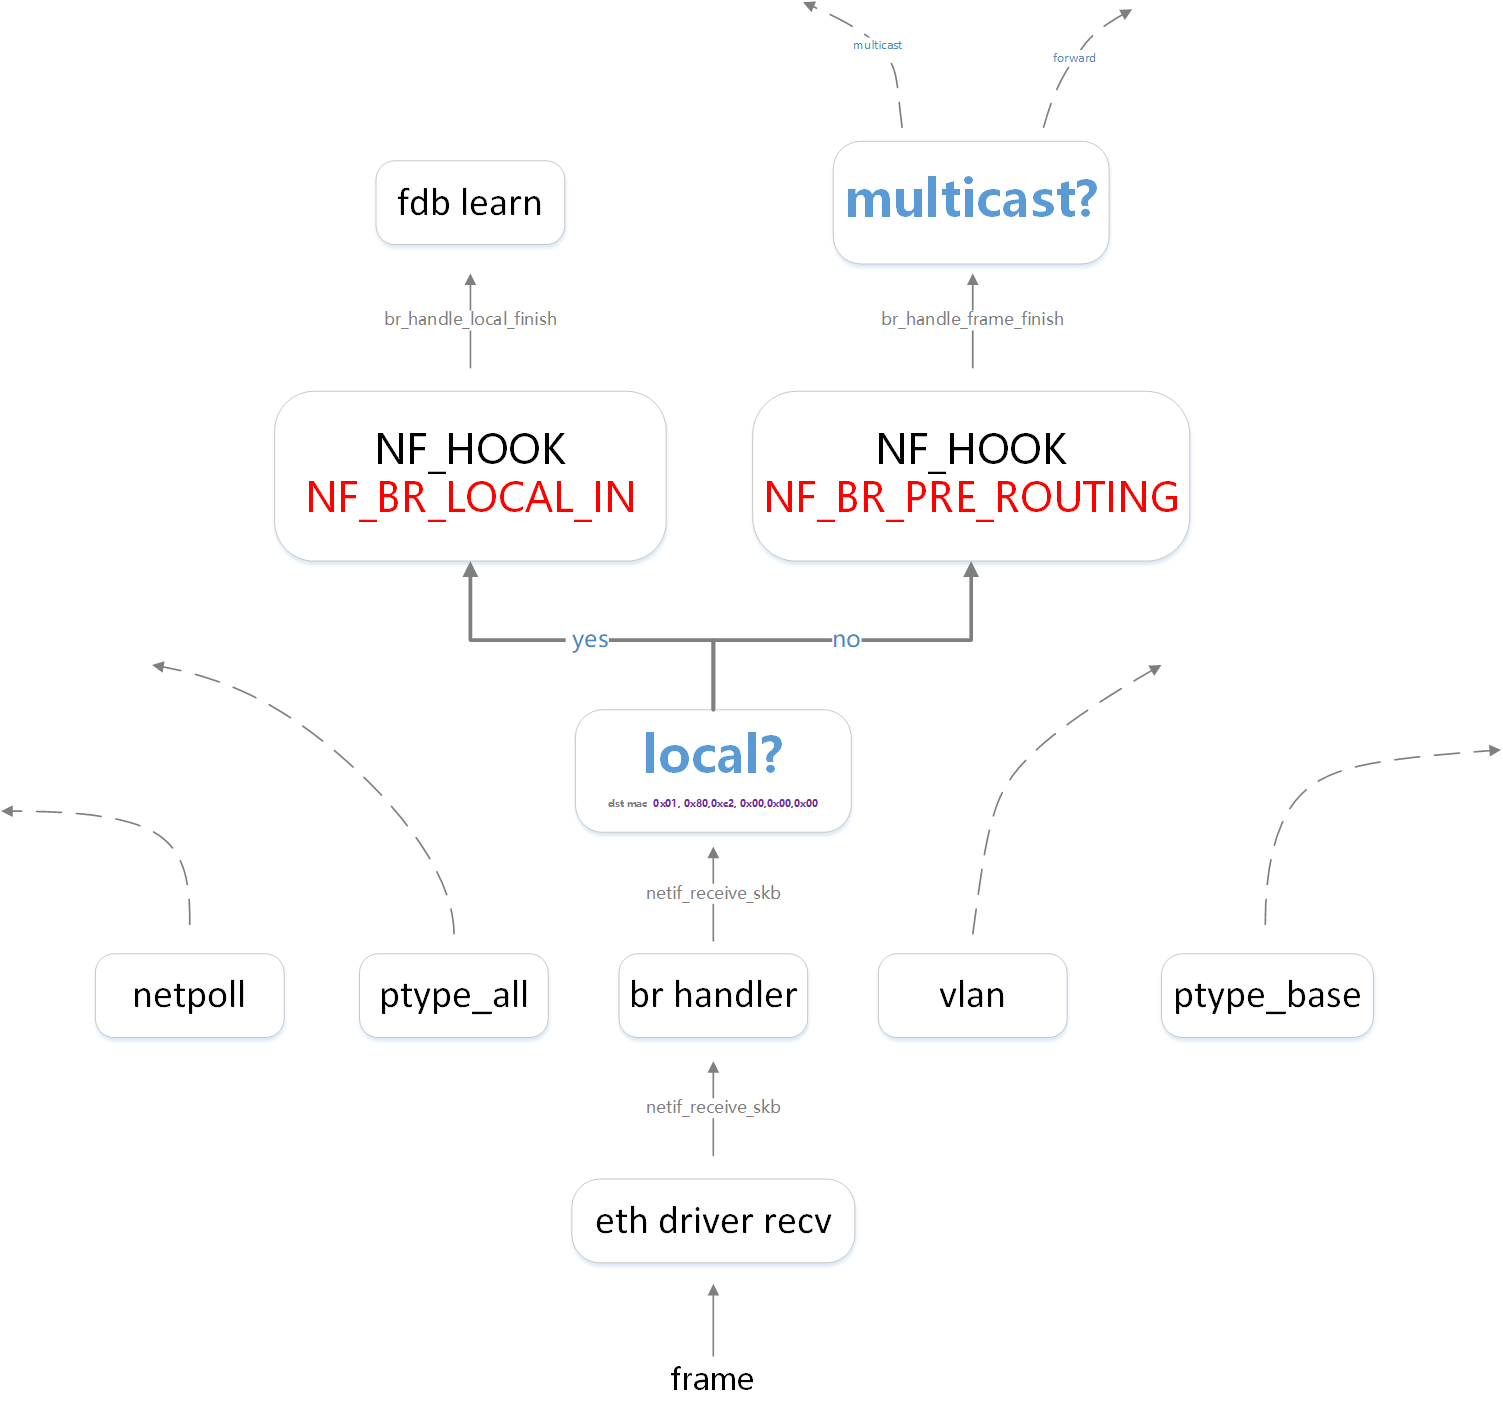 multicast
forward
fdb learn
multicast?
br_handle_local_finish
br_handle_frame_finish
NF_HOOK
NF_BR_LOCAL_IN
NF_HOOK
NF_BR_PRE_ROUTING
yes
no
local?
dst mac 0x01, 0x80,0xc2, 0x00,0x00,0x00
netif_receive_skb
netpoll
ptype_all
br handler
vlan
ptype_base
netif_receive_skb
eth driver recv
frame